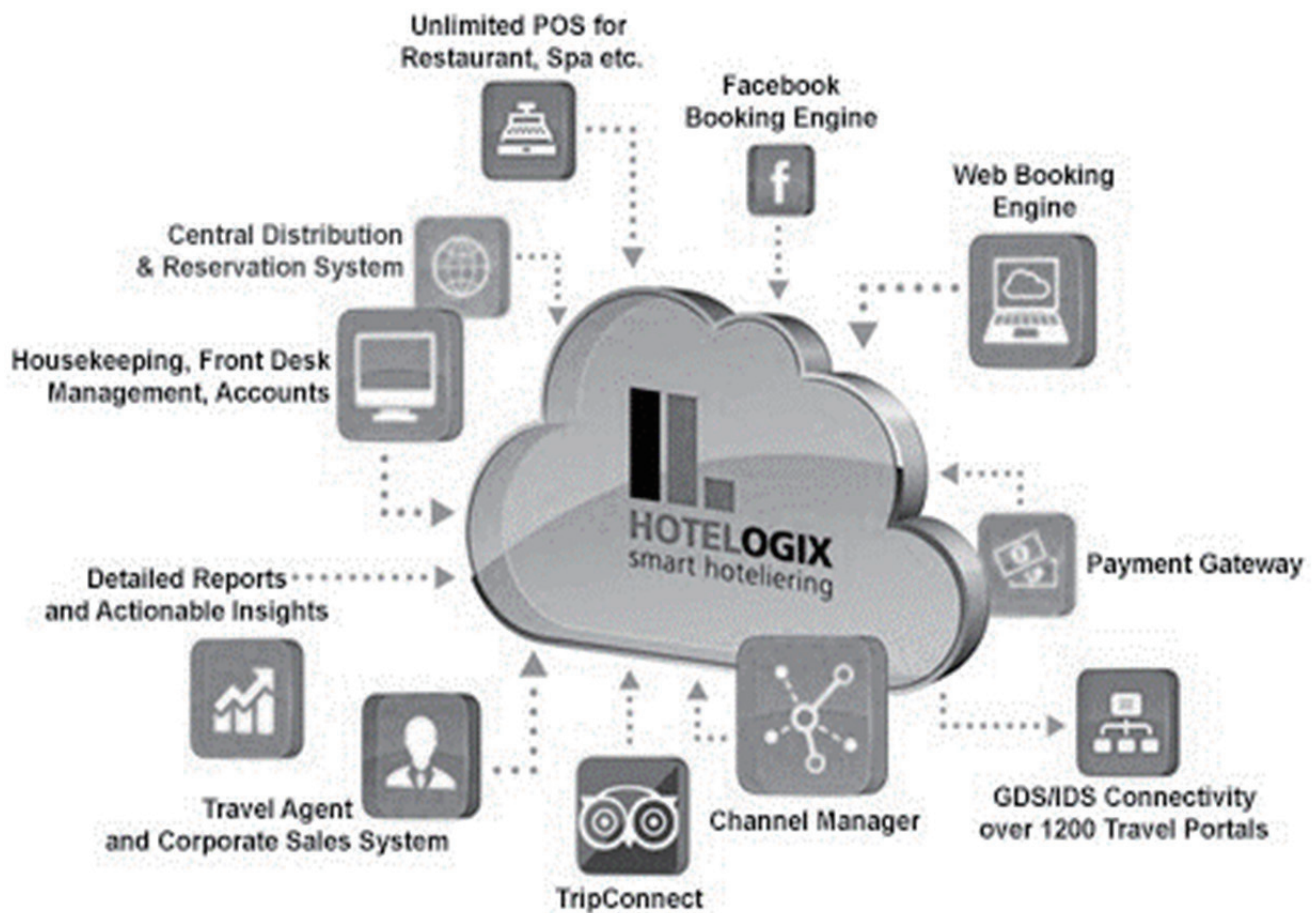 Unlimited POS for
Restaurant, Spa etc.
Facebook
Booking Engine
Web Booking
Engine
Central Distribution
& Reservation System
Housekeeping, Front Desk
Management, Accounts
HOTELOGIX
smart hoteliering
Payment Gateway
Detailed Reports
and Actionable Insights
Travel Agent
and Corporate Sales System
TripConnect
Channel Manager
GDS/IDS Connectivity
over 1200 Travel Portals
f